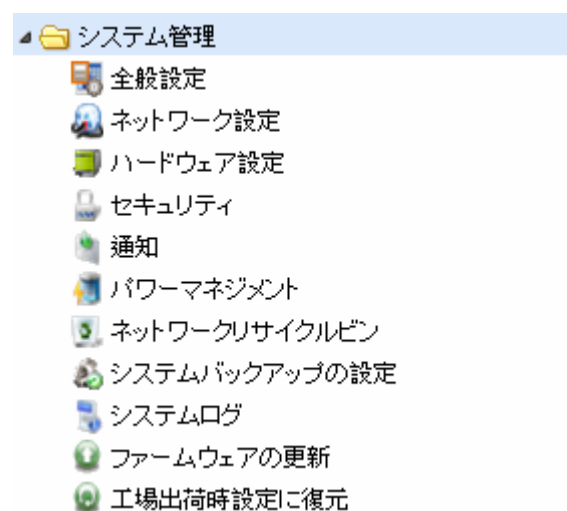 システム管理
全般設定
ネットワーク設定
ハードウェア設定
セキュリティ
通知
パワーマネジメント
ネットワークリサイクルビン
システムバックアップの設定
システムログ
ファームウェアの更新
工場出荷時設定に復元